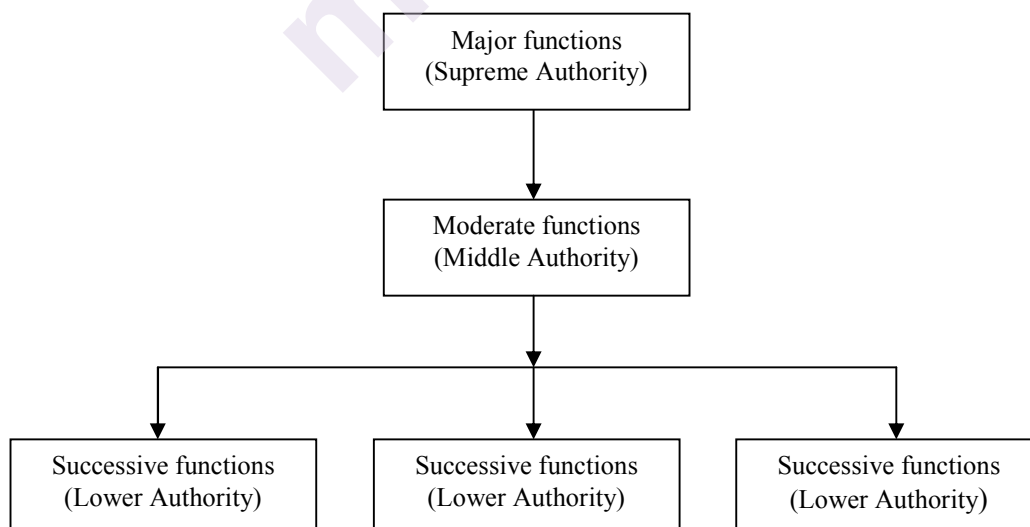 Major functions
(Supreme Authority)
Moderate functions
(Middle Authority)
Successive functions
(Lower Authority)
Successive functions
(Lower Authority)
Successive functions
(Lower Authority)